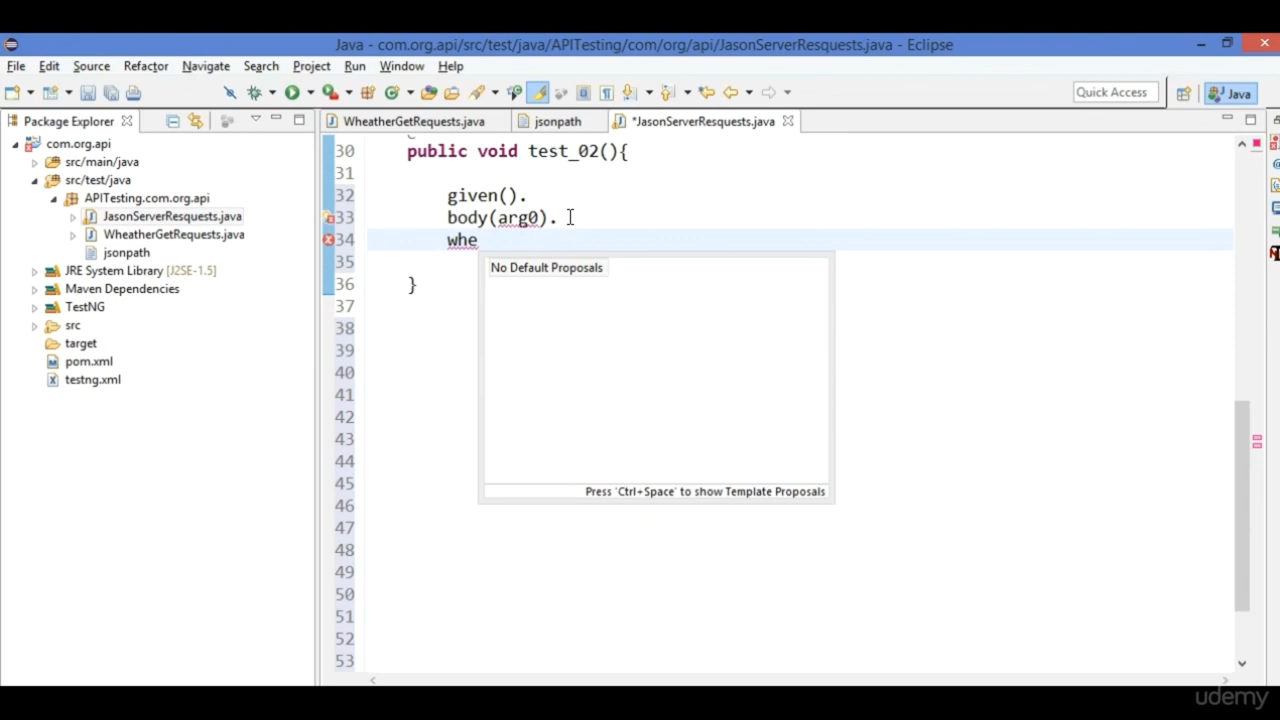 Java - com.org.api/src/test/java/APITesting/com/org/api/JasonServerResquests.java - Eclipse
File Edit Source Refactor Navigate Search Project Run Window Help
Quick Access
Java
Package Explorer
WheatherGetRequests.java
jsonpath
*JasonServerResquests.java
com.org.api
src/main/java
src/test/java
APITesting.com.org.api
JasonServerResquests.java
WheatherGetRequests.java
jsonpath
JRE System Library [J2SE-1.5]
Maven Dependencies
TestNG
src
target
pom.xml
testng.xml
30 public void test_02(){
31
32 given().
33 body(arg0).
34 whe
35
36 }
37
38
39
40
41
42
43
44
45
46
47
48
49
50
51
52
53
No Default Proposals
Press 'Ctrl+Space' to show Template Proposals
udemy